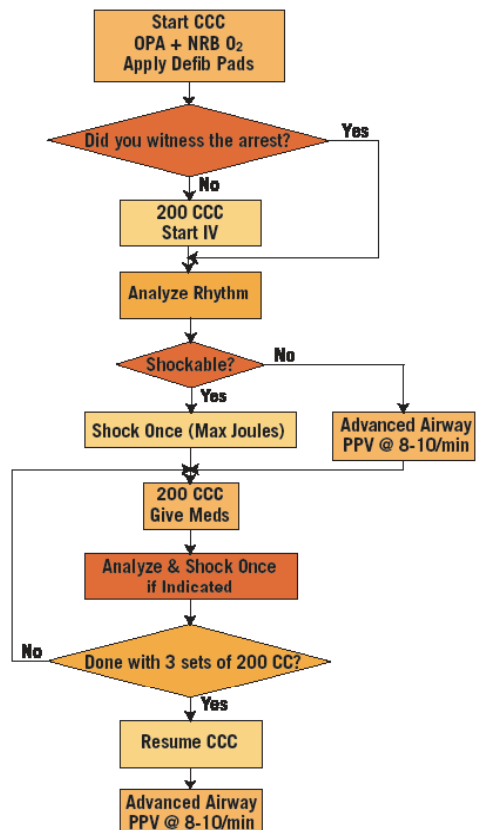 Start CCC
OPA + NRB O₂
Apply Defib Pads
Did you witness the arrest?
Yes
No
200 CCC
Start IV
Analyze Rhythm
Shockable?
No
Yes
Shock Once (Max Joules)
Advanced Airway
PPV @ 8-10/min
200 CCC
Give Meds
Analyze & Shock Once
if Indicated
No
Done with 3 sets of 200 CC?
Yes
Resume CCC
Advanced Airway
PPV @ 8-10/min